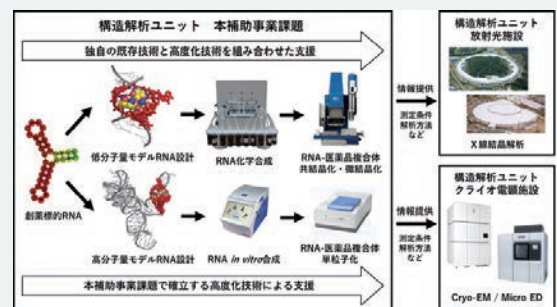 構造解析ユニット 本補助事業課題
独自の既存技術と高度化技術を組み合わせた支援
低分子量モデルRNA設計
RNA化学合成
RNA-医薬品複合体
共結晶化・微結晶化
創薬標的RNA
高分子量モデルRNA設計
RNA in vitro合成
RNA-医薬品複合体
単粒子化
本補助事業課題で確立する高度化技術による支援
情報提供
測定条件
解析方法
など
情報提供
測定条件
解析方法
など
構造解析ユニット
放射光施設
X線結晶解析
構造解析ユニット
クライオ電顕施設
Cryo-EM / Micro ED